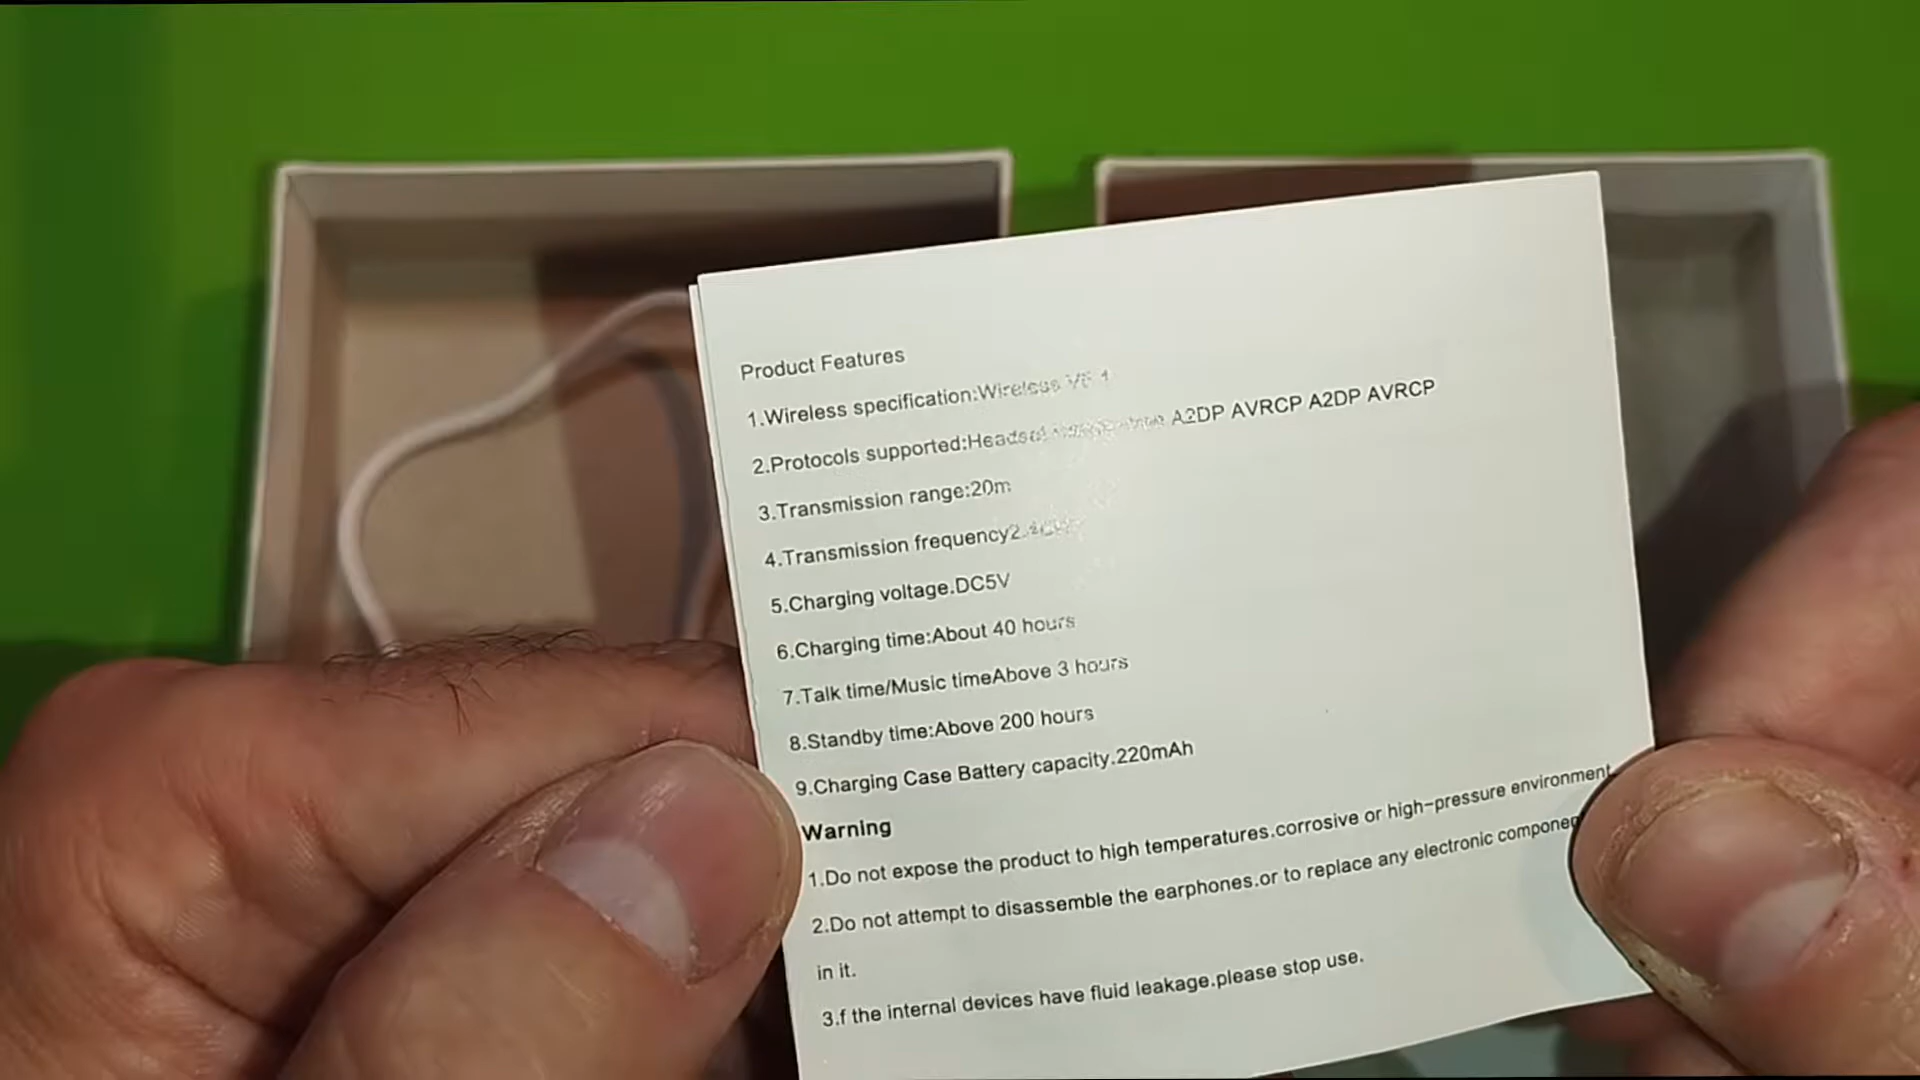 Product Features
1.Wireless specification:Wireless
2.Protocols supported:Headset A2DP AVRCP A2DP AVRCP
3.Transmission range:20m
4.Transmission frequency
5.Charging voltage.DC5V
6.Charging time:About 40 hours
7.Talk time/Music timeAbove 3 hours
8.Standby time:Above 200 hours
9.Charging Case Battery capacity.220mAh
Warning
1.Do not expose the product to high temperatures.corrosive or high-pressure environment
2.Do not attempt to disassemble the earphones.or to replace any electronic
in it.
3.f the internal devices have fluid leakage.please stop use.